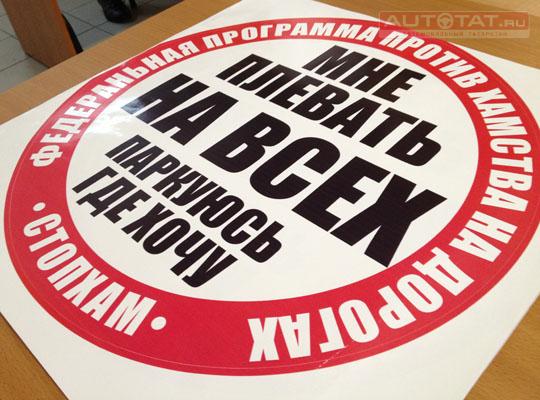 AUTOTAT.RU
МНЕ
ПЛЕВАТЬ
НА ВСЕХ
ПАРКУЮСЬ
ГДЕ ХОЧУ
ФЕДЕРАЛЬНАЯ ПРОГРАММА ПРОТИВ ХАМСТВА НА ДОРОГАХ
• СТОПХАМ •